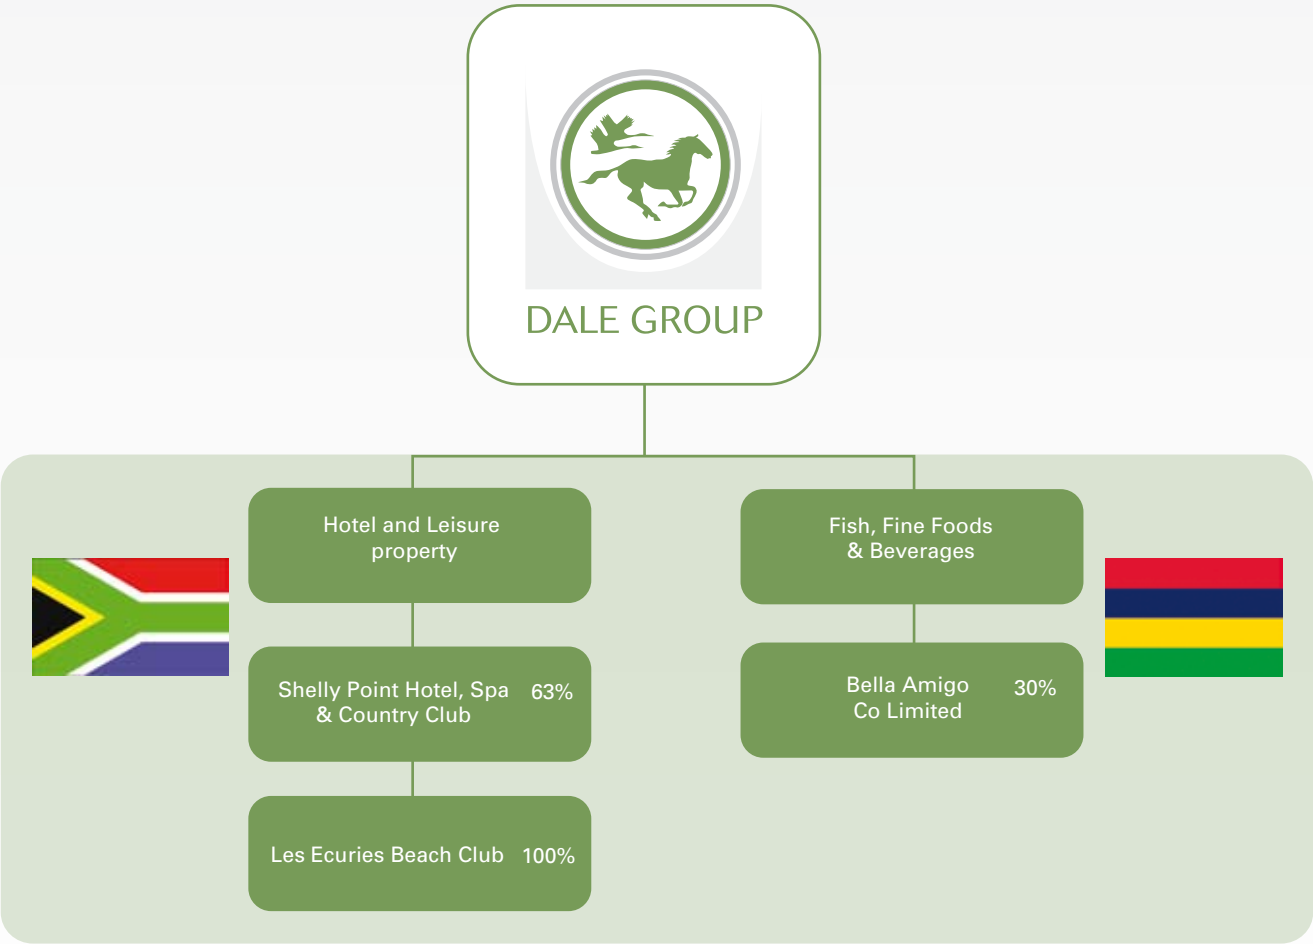 DALE GROUP
Hotel and Leisure
property
Fish, Fine Foods
& Beverages
Shelly Point Hotel, Spa 63%
& Country Club
Bella Amigo 30%
Co Limited
Les Ecuries Beach Club 100%